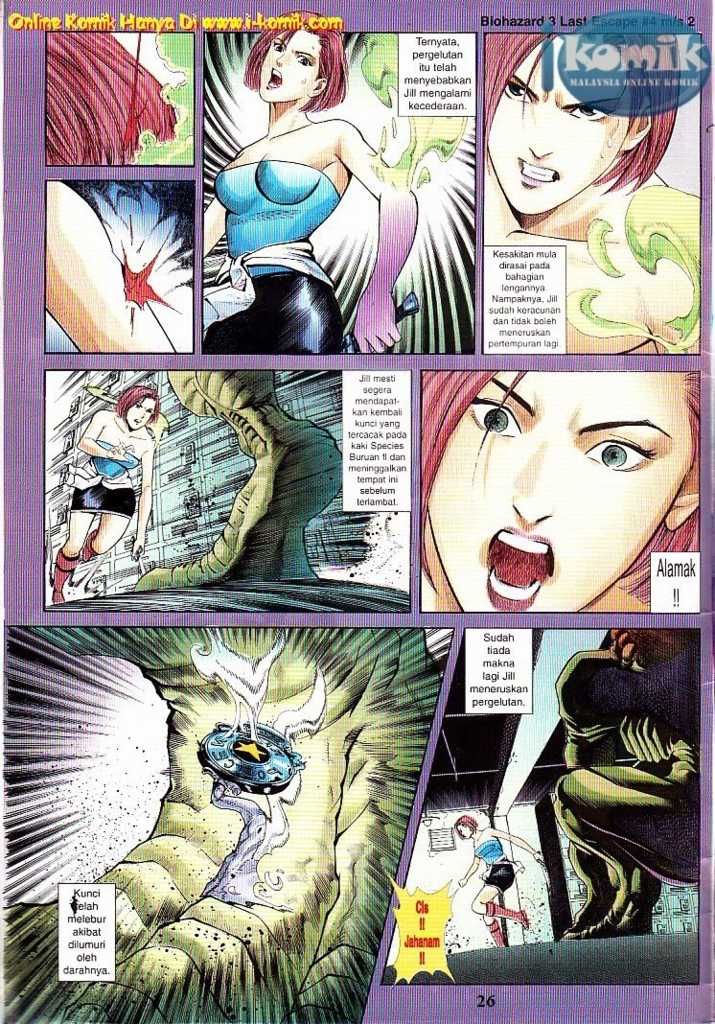 Online Komik Hanya Di www.i-komik.com
Biohazard 3 Last Escape #4 m/s 2
ikomik
MALAYSIA ONLINE KOMIK
Ternyata,
pergelutan
itu telah
menyebabkan
Jill mengalami
kecederaan.
Kesakitan mula
dirasai pada
bahagian
lengannya
Nampaknya, Jill
sudah keracunan
dan tidak boleh
meneruskan
pertempuran lagi.
Jill mesti
segera
mendapat-
kan kembali
kunci yang
tercacak pada
kaki Species
Buruan fl dan
meninggalkan
tempat ini
sebelum
terlambat.
Alamak
!!
Kunci
telah
melebur
akibat
dilumuri
oleh
darahnya.
Sudah
tiada
makna
lagi Jill
meneruskan
pergelutan.
Cis
!!
Jahanam
!!
26